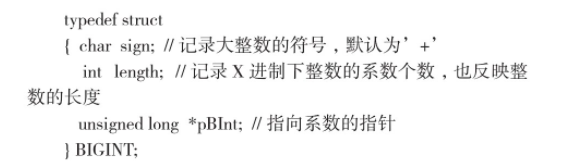 typedef struct
{ char sign; // 记录大整数的符号，默认为’+’
int length; // 记录 X 进制下整数的系数个数，也反映整
数的长度
unsigned long *pBInt; // 指向系数的指针
} BIGINT;